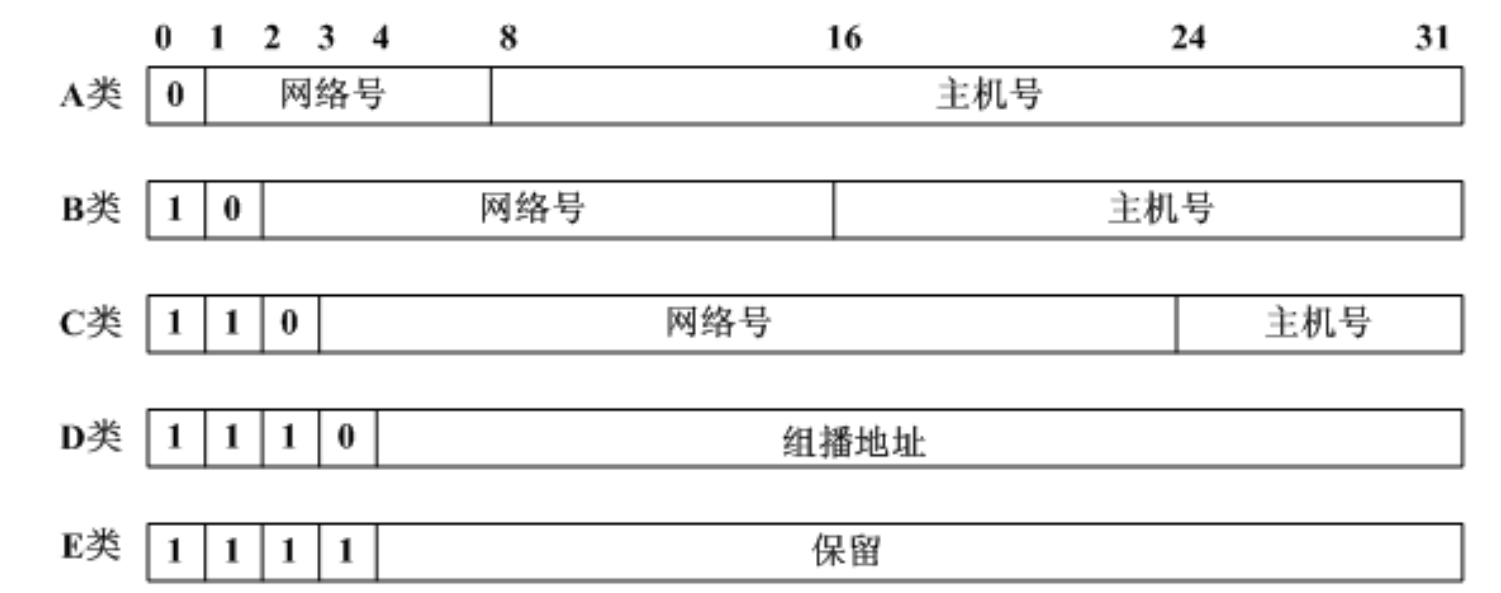 0 1 2 3 4 8 16 24 31
A类 0 网络号 主机号
B类 1 0 网络号 主机号
C类 1 1 0 网络号 主机号
D类 1 1 1 0 组播地址
E类 1 1 1 1 保留